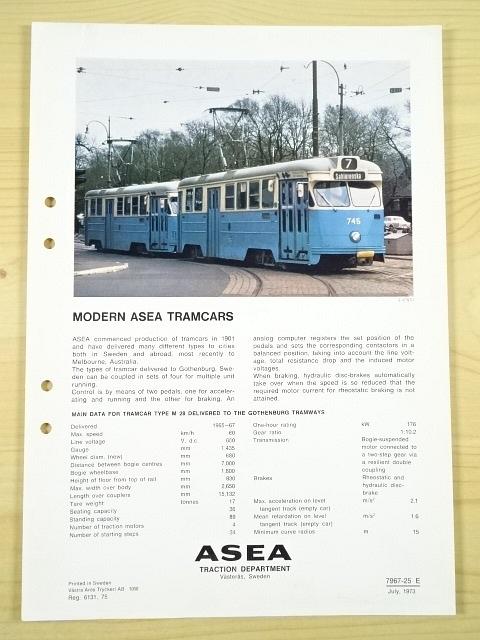 7
Sahlgrenska
745
MODERN ASEA TRAMCARS
ASEA commenced production of tramcars in 1901
and have delivered many different types to cities
both in Sweden and abroad, most recently to
Melbourne, Australia.
The types of tramcar delivered to Gothenburg, Swe-
den can be coupled in sets of four for multiple unit
running.
Control is by means of two pedals, one for acceler-
ating and running and the other for braking. An
analog computer registers the set position of the
pedals and sets the corresponding contactors in a
balanced position, taking into account the line volt-
age, total resistance drop and the induced motor
voltages.
When braking, hydraulic disc-brakes automatically
take over when the speed is so reduced that the
required motor current for rheostatic braking is not
attained.
MAIN DATA FOR TRAMCAR TYPE M 28 DELIVERED TO THE GOTHENBURG TRAMWAYS
Delivered 1965–67
Max. speed km/h 60
Line voltage V, d.c. 600
Gauge mm 1,435
Wheel diam. (new) mm 680
Distance between bogie centres mm 7,000
Bogie wheelbase mm 1,800
Height of floor from top of rail mm 830
Max. width over body mm 2,650
Length over couplers mm 15,132
Tare weight tonnes 17
Seating capacity 36
Standing capacity 89
Number of traction motors 4
Number of starting steps 34
One-hour rating kW 176
Gear ratio 1:10.2
Transmission Bogie-suspended
motor connected to
a two-step gear via
a resilient double
coupling
Brakes Rheostatic and
hydraulic disc-
brake
Max. acceleration on level m/s² 2.1
tangent track (empty car)
Mean retardation on level m/s² 1.6
tangent track (empty car)
Minimum curve radius m 15
ASEA
TRACTION DEPARTMENT
Västerås, Sweden
Printed in Sweden
Västra Aros Tryckeri AB
Reg. 6131, 75
7967-25 E
July, 1973